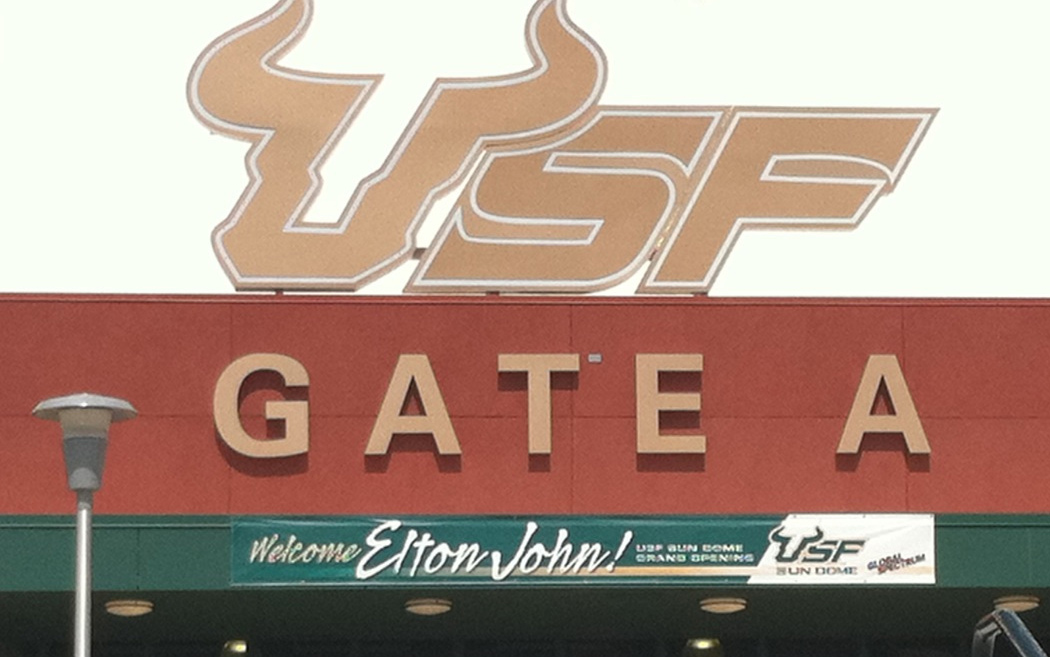 USF
GATE A
Welcome Elton John!
USF SUN DOME
GRAND OPENING
USF
SUN DOME
GLOBAL
SPECTRUM